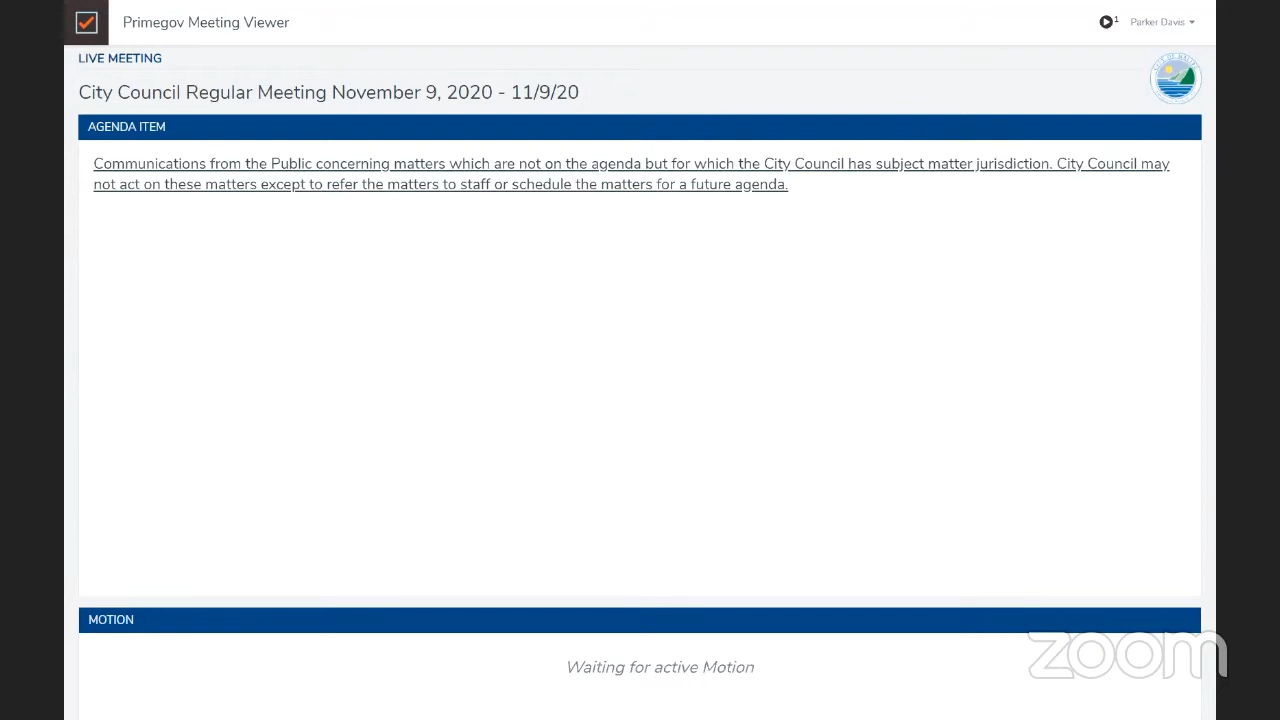 Primegov Meeting Viewer
1
Parker Davis
LIVE MEETING
City Council Regular Meeting November 9, 2020 - 11/9/20
AGENDA ITEM
Communications from the Public concerning matters which are not on the agenda but for which the City Council has subject matter jurisdiction. City Council may
not act on these matters except to refer the matters to staff or schedule the matters for a future agenda.
MOTION
Waiting for active Motion
zoom